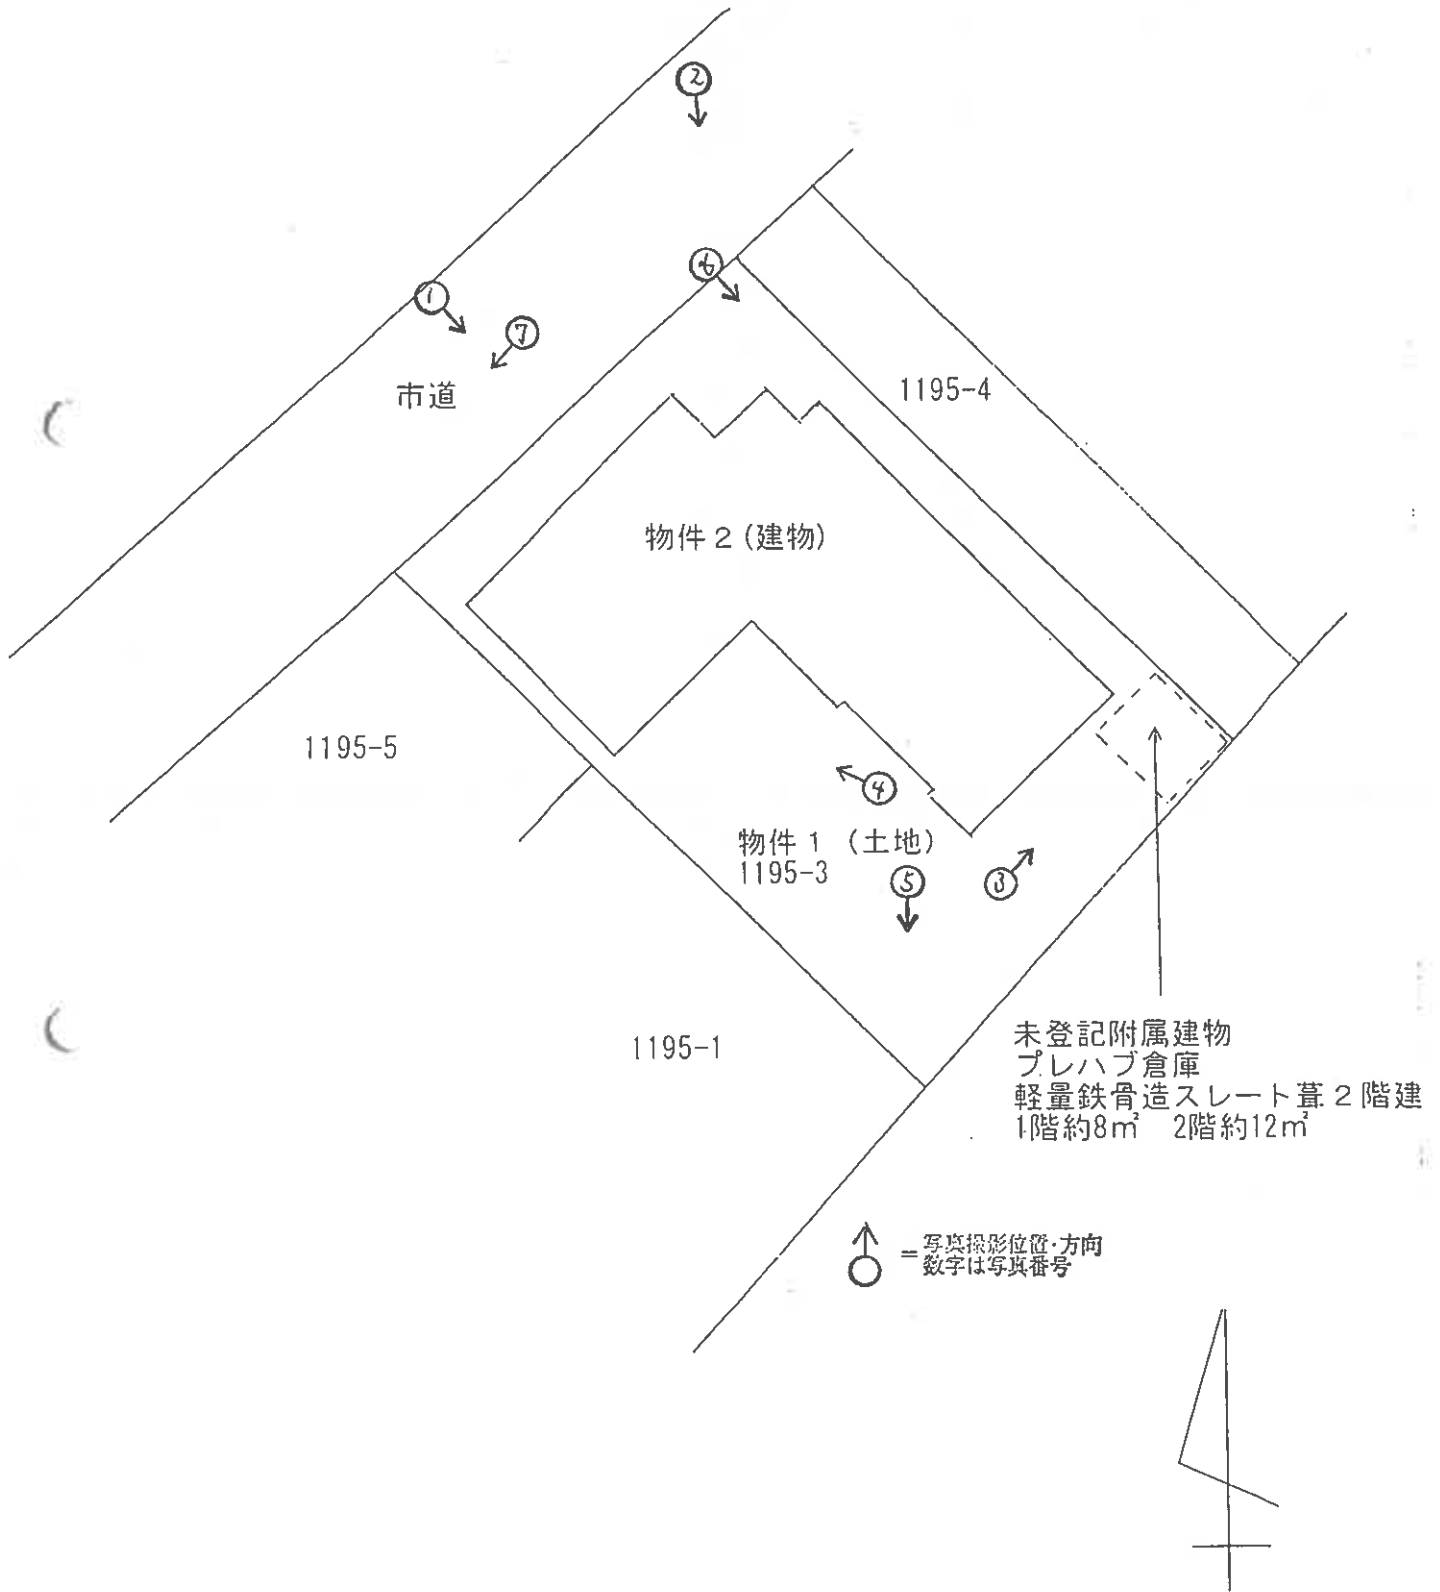 ②
⑥
①
⑦
市道
1195-4
物件2(建物)
1195-5
④
物件1 (土地)
1195-3
⑤
③
1195-1
未登記附属建物
プレハブ倉庫
軽量鉄骨造スレート葺2階建
1階約8㎡ 2階約12㎡
=写真撮影位置・方向
数字は写真番号